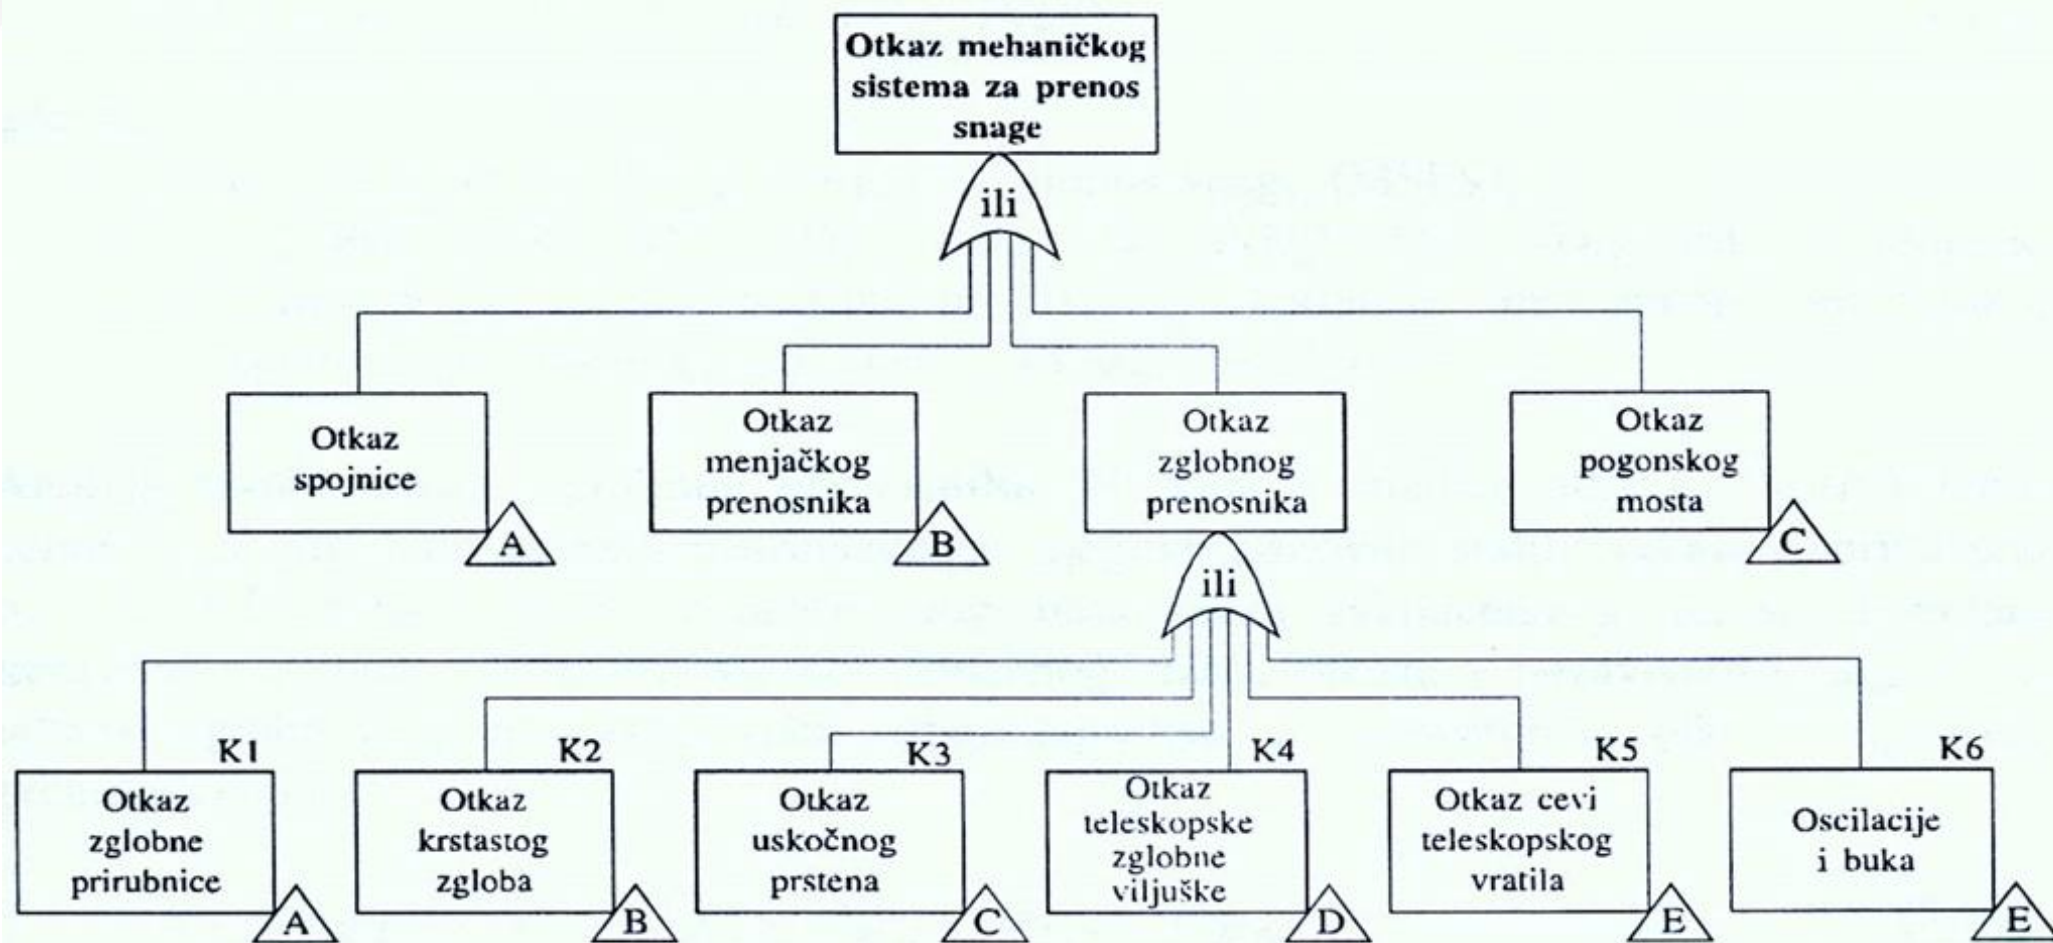 Otkaz mehaničkog
sistema za prenos
snage
ili
Otkaz
spojnice
A
Otkaz
menjačkog
prenosnika
B
Otkaz
zglobnog
prenosnika
Otkaz
pogonskog
mosta
C
ili
K1
Otkaz
zglobne
prirubnice
A
K2
Otkaz
krstastog
zgloba
B
K3
Otkaz
uskočnog
prstena
C
K4
Otkaz
teleskopske
zglobne
viljuške
D
K5
Otkaz cevi
teleskopskog
vratila
E
K6
Oscilacije
i buka
E